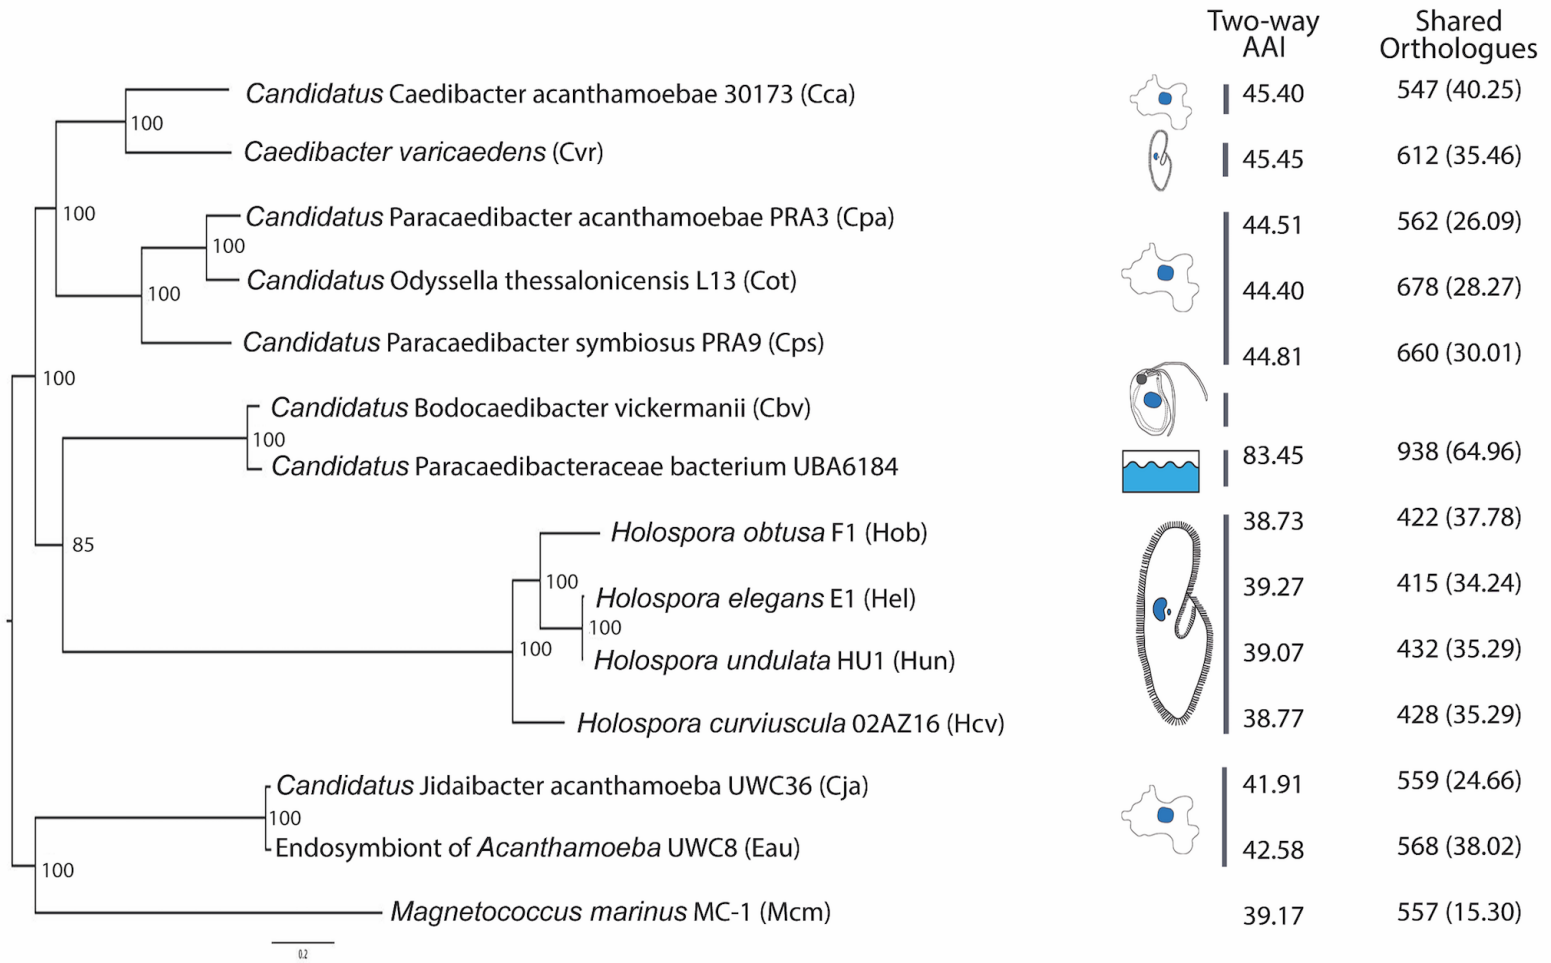 Two-way AAI
Shared Orthologues
Candidatus Caedibacter acanthamoebae 30173 (Cca) 45.40 547 (40.25)
100
Caedibacter varicaedens (Cvr) 45.45 612 (35.46)
100
Candidatus Paracaedibacter acanthamoebae PRA3 (Cpa) 44.51 562 (26.09)
100
Candidatus Odyssella thessalonicensis L13 (Cot) 44.40 678 (28.27)
100
Candidatus Paracaedibacter symbiosus PRA9 (Cps) 44.81 660 (30.01)
100
Candidatus Bodocaedibacter vickermanii (Cbv)
100
Candidatus Paracaedibacteraceae bacterium UBA6184 83.45 938 (64.96)
Holospora obtusa F1 (Hob) 38.73 422 (37.78)
85
100
Holospora elegans E1 (Hel) 39.27 415 (34.24)
100
100
Holospora undulata HU1 (Hun) 39.07 432 (35.29)
Holospora curviuscula 02AZ16 (Hcv) 38.77 428 (35.29)
Candidatus Jidaibacter acanthamoeba UWC36 (Cja) 41.91 559 (24.66)
100
Endosymbiont of Acanthamoeba UWC8 (Eau) 42.58 568 (38.02)
100
Magnetococcus marinus MC-1 (Mcm) 39.17 557 (15.30)
0.2